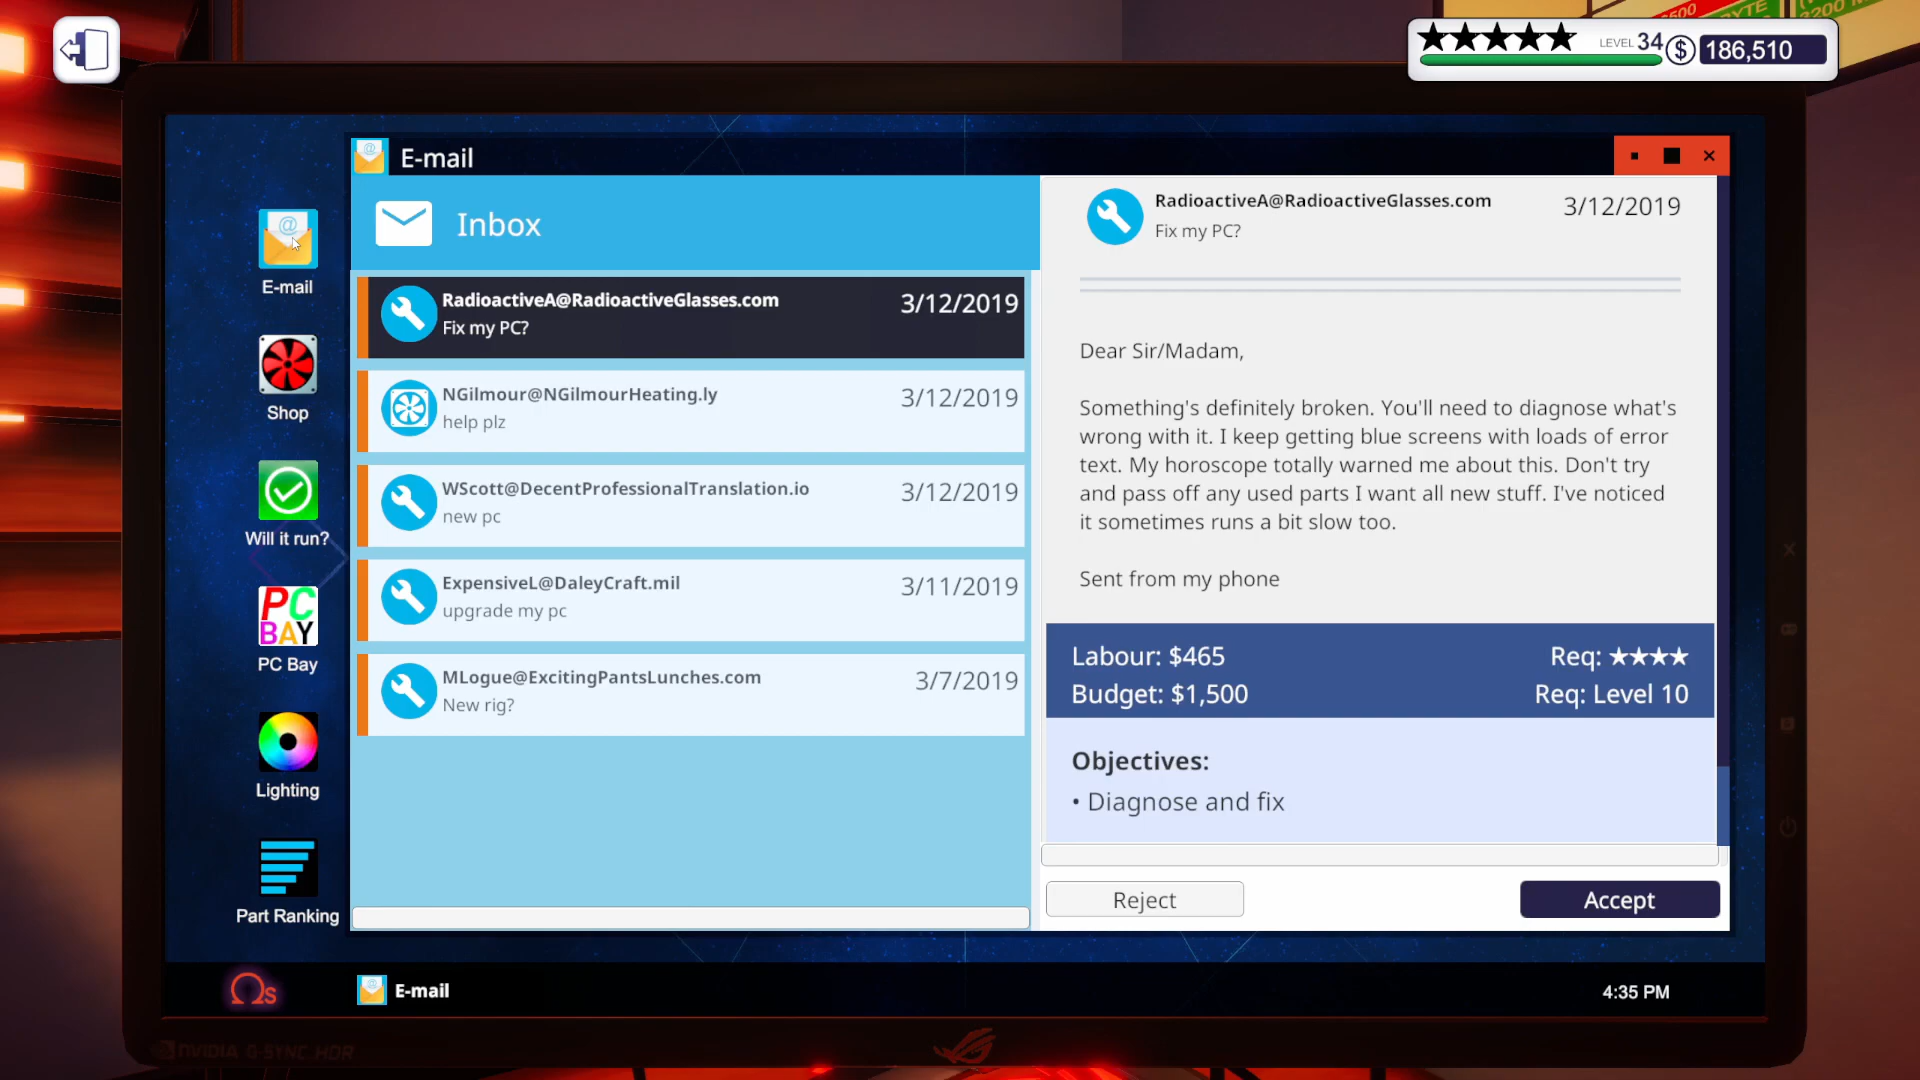 LEVEL 34 $ 186,510
E-mail
Inbox
RadioactiveA@RadioactiveGlasses.com 3/12/2019
Fix my PC?
NGilmour@NGilmourHeating.ly 3/12/2019
help plz
WScott@DecentProfessionalTranslation.io 3/12/2019
new pc
ExpensiveL@DaleyCraft.mil 3/11/2019
upgrade my pc
MLogue@ExcitingPantsLunches.com 3/7/2019
New rig?
RadioactiveA@RadioactiveGlasses.com 3/12/2019
Fix my PC?
Dear Sir/Madam,
Something's definitely broken. You'll need to diagnose what's
wrong with it. I keep getting blue screens with loads of error
text. My horoscope totally warned me about this. Don't try
and pass off any used parts I want all new stuff. I've noticed
it sometimes runs a bit slow too.
Sent from my phone
Labour: $465 Req: ★★★★
Budget: $1,500 Req: Level 10
Objectives:
• Diagnose and fix
Reject Accept
E-mail
Shop
Will it run?
PC
BAY
PC Bay
Lighting
Part Ranking
Ωs E-mail 4:35 PM
NVIDIA G-SYNC HDR